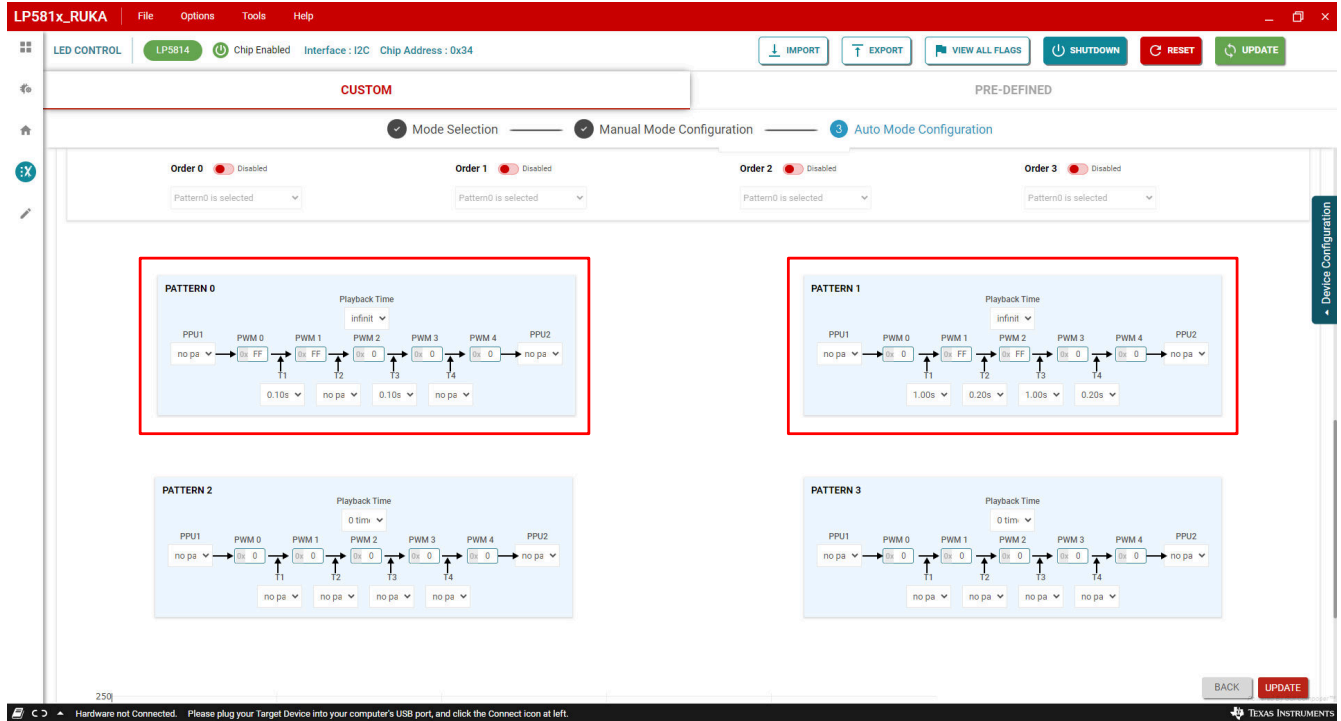 LP581x_RUKA File Options Tools Help
LED CONTROL LP5814 Chip Enabled Interface : I2C Chip Address : 0x34 IMPORT EXPORT VIEW ALL FLAGS SHUTDOWN RESET UPDATE
CUSTOM PRE-DEFINED
Mode Selection Manual Mode Configuration 3 Auto Mode Configuration
Order 0 Disabled Order 1 Disabled Order 2 Disabled Order 3 Disabled
Pattern0 is selected Pattern0 is selected Pattern0 is selected Pattern0 is selected
Device Configuration
PATTERN 0
Playback Time
infinit
PPU1 PWM 0 PWM 1 PWM 2 PWM 3 PWM 4 PPU2
no pa 0x FF 0x FF 0x 0 0x 0 0x 0 no pa
T1 T2 T3 T4
0.10s no pa 0.10s no pa
PATTERN 1
Playback Time
infinit
PPU1 PWM 0 PWM 1 PWM 2 PWM 3 PWM 4 PPU2
no pa 0x 0 0x FF 0x FF 0x 0 0x 0 no pa
T1 T2 T3 T4
1.00s 0.20s 1.00s 0.20s
PATTERN 2
Playback Time
0 tim
PPU1 PWM 0 PWM 1 PWM 2 PWM 3 PWM 4 PPU2
no pa 0x 0 0x 0 0x 0 0x 0 0x 0 no pa
T1 T2 T3 T4
no pa no pa no pa no pa
PATTERN 3
Playback Time
0 tim
PPU1 PWM 0 PWM 1 PWM 2 PWM 3 PWM 4 PPU2
no pa 0x 0 0x 0 0x 0 0x 0 0x 0 no pa
T1 T2 T3 T4
no pa no pa no pa no pa
250
BACK UPDATE
Hardware not Connected. Please plug your Target Device into your computer's USB port, and click the Connect icon at left. TEXAS INSTRUMENTS